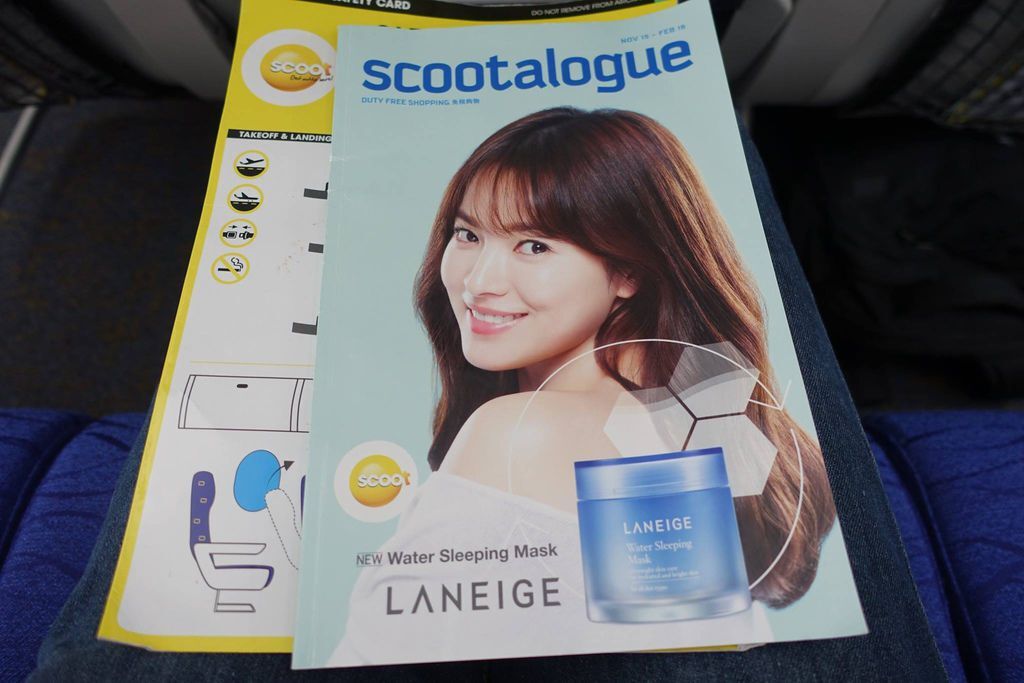 SAFETY CARD
DO NOT REMOVE FROM
scoot
TAKEOFF & LANDING
NOV 15 - FEB 16
scootalogue
DUTY FREE SHOPPING 免税购物
scoot
NEW Water Sleeping Mask
LANEIGE
LANEIGE
Water Sleeping
Mask